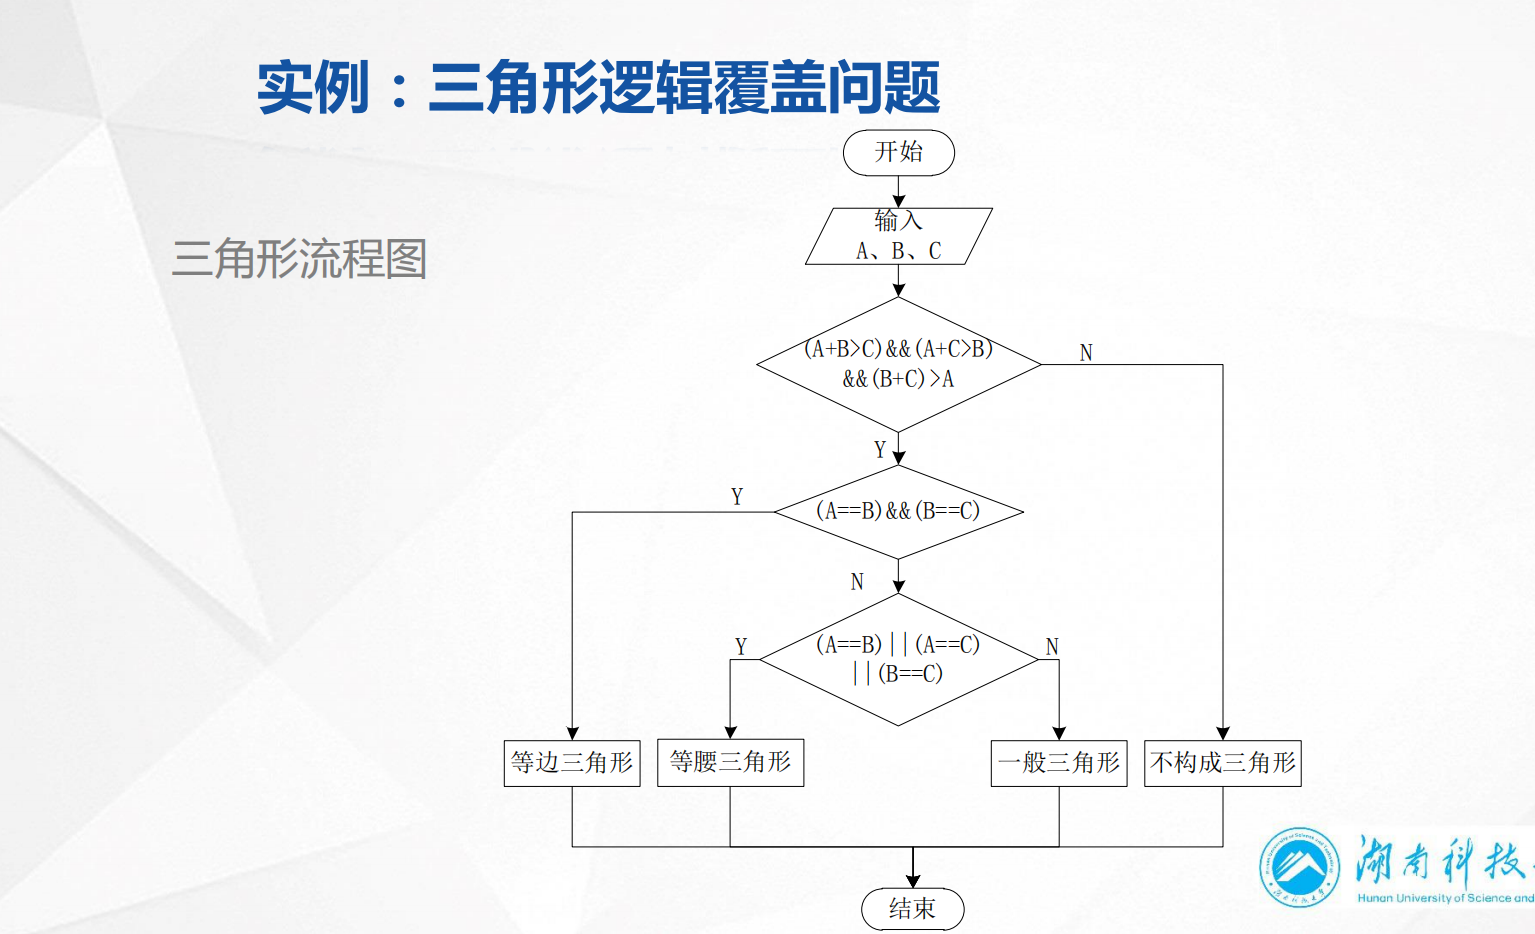 实例：三角形逻辑覆盖问题
三角形流程图
开始
输入
A、B、C
(A+B>C)&&(A+C>B)
&&(B+C)>A
N
Y
Y
(A==B)&&(B==C)
N
Y
(A==B)||(A==C)
||(B==C)
N
等边三角形
等腰三角形
一般三角形
不构成三角形
结束
湖南科技
Hunan University of Science and